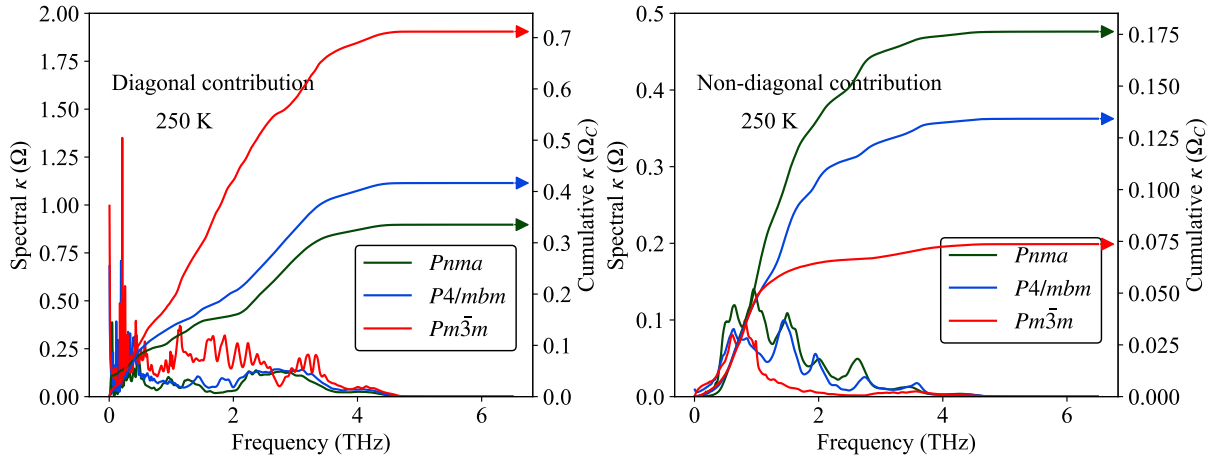 2.00
1.75
1.50
1.25
1.00
0.75
0.50
0.25
0.00
Spectral κ (Ω)
Diagonal contribution
250 K
Pnma
P4/mbm
Pm3̄m
0.7
0.6
0.5
0.4
0.3
0.2
0.1
0.0
Cumulative κ (Ω_C)
0 2 4 6
Frequency (THz)
0.5
0.4
0.3
0.2
0.1
0.0
Spectral κ (Ω)
Non-diagonal contribution
250 K
Pnma
P4/mbm
Pm3̄m
0.175
0.150
0.125
0.100
0.075
0.050
0.025
0.000
Cumulative κ (Ω_C)
0 2 4 6
Frequency (THz)